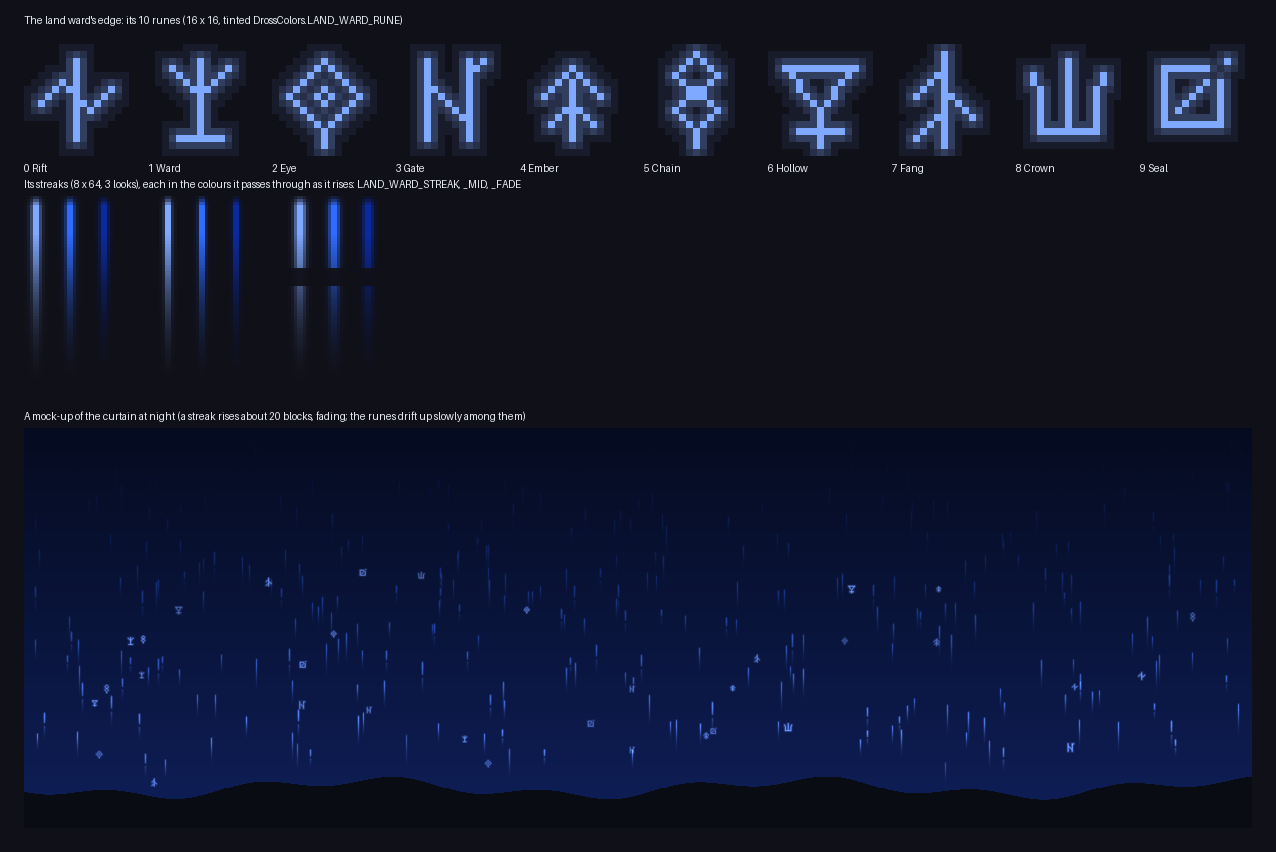 The land ward's edge: its 10 runes (16 x 16, tinted DrossColors.LAND_WARD_RUNE)
0 Rift 1 Ward 2 Eye 3 Gate 4 Ember 5 Chain 6 Hollow 7 Fang 8 Crown 9 Seal
Its streaks (8 x 64, 3 looks), each in the colours it passes through as it rises: LAND_WARD_STREAK, _MID, _FADE
A mock-up of the curtain at night (a streak rises about 20 blocks, fading; the runes drift up slowly among them)